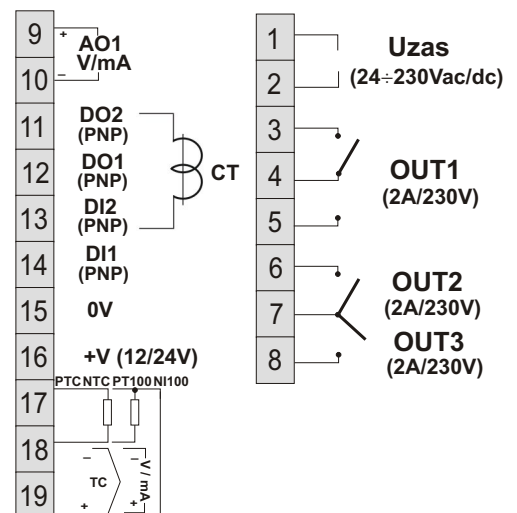 9
+
AO1
V/mA
10
–
11
DO2
(PNP)
12
DO1
(PNP)
CT
13
DI2
(PNP)
14
DI1
(PNP)
15
0V
16
+V (12/24V)
PTC NTC PT100 NI100
17
18
–
–
TC
V / mA
19
+
+
1
Uzas
(24÷230Vac/dc)
2
3
4
OUT1
(2A/230V)
5
6
OUT2
(2A/230V)
7
OUT3
(2A/230V)
8